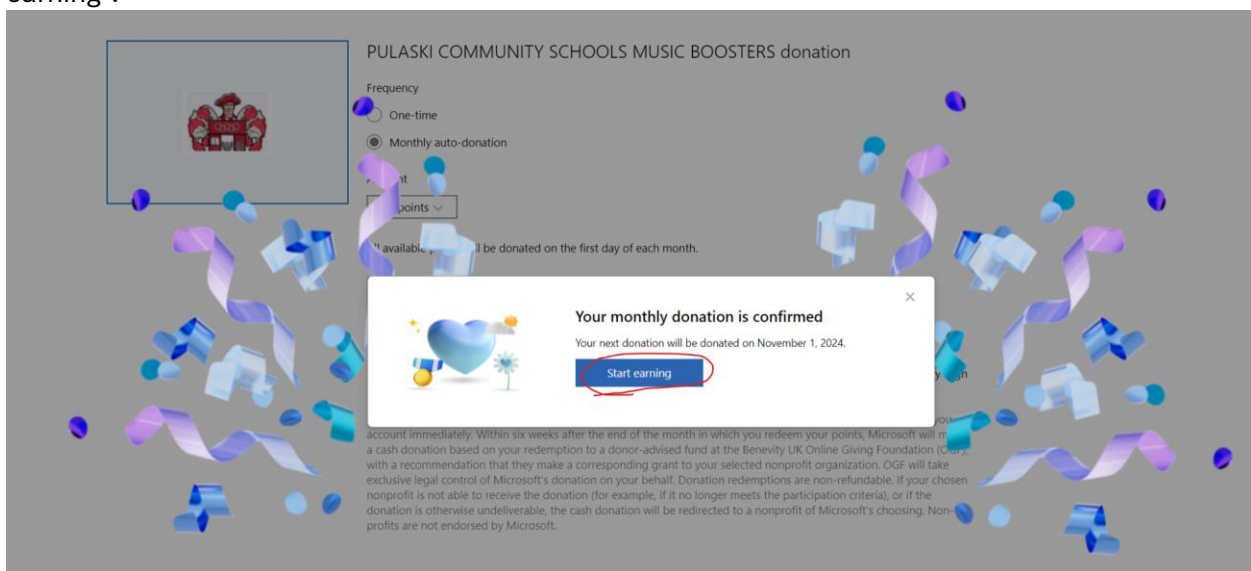 PULASKI COMMUNITY SCHOOLS MUSIC BOOSTERS donation
Frequency
One-time
Monthly auto-donation
points
available be donated on the first day of each month.
Your monthly donation is confirmed
Your next donation will be donated on November 1, 2024.
Start earning
account immediately. Within six weeks after the end of the month in which you redeem your points, Microsoft will
a cash donation based on your redemption to a donor-advised fund at the Benevity UK Online Giving Foundation (OGF),
with a recommendation that they make a corresponding grant to your selected nonprofit organization. OGF will take
exclusive legal control of Microsoft's donation on your behalf. Donation redemptions are non-refundable. If your chosen
nonprofit is not able to receive the donation (for example, if it no longer meets the participation criteria), or if the
donation is otherwise undeliverable, the cash donation will be redirected to a nonprofit of Microsoft's choosing. Non-
profits are not endorsed by Microsoft.